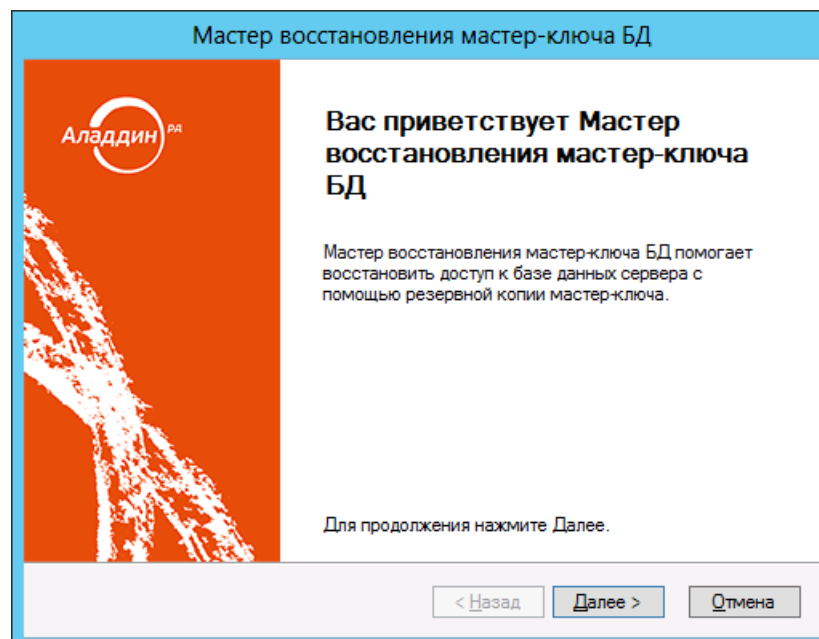 Мастер восстановления мастер-ключа БД
Аладдин РД
Вас приветствует Мастер
восстановления мастер-ключа
БД
Мастер восстановления мастер-ключа БД помогает
восстановить доступ к базе данных сервера с
помощью резервной копии мастер-ключа.
Для продолжения нажмите Далее.
< Назад Далее > Отмена